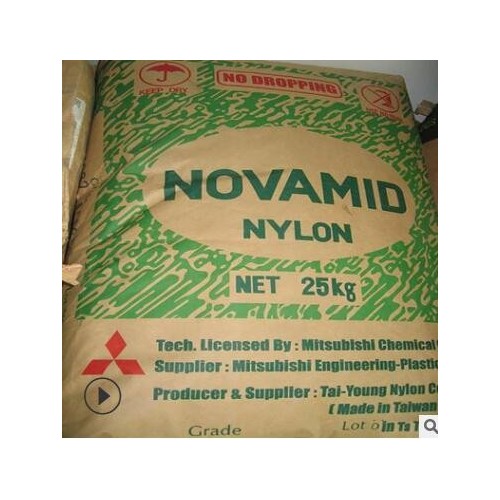 NO DROPPING
KEEP DRY
NOVAMID
NYLON
NET 25kg
Tech. Licensed By : Mitsubishi Chemical
Supplier : Mitsubishi Engineering-Plastic
Producer & Supplier : Tai-Young Nylon Co
( Made in Taiwan
Grade
Lot